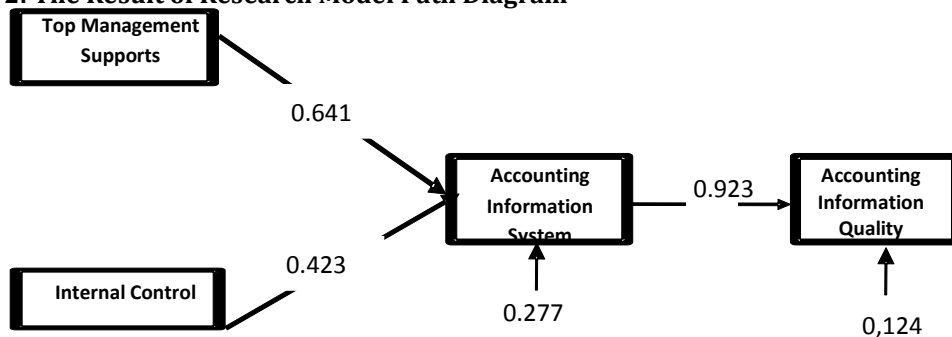 2. The Result of Research Model Path Diagram
Top Management
Supports
0.641
Accounting
Information
System
0.923
Accounting
Information
Quality
0.423
Internal Control
0.277
0,124